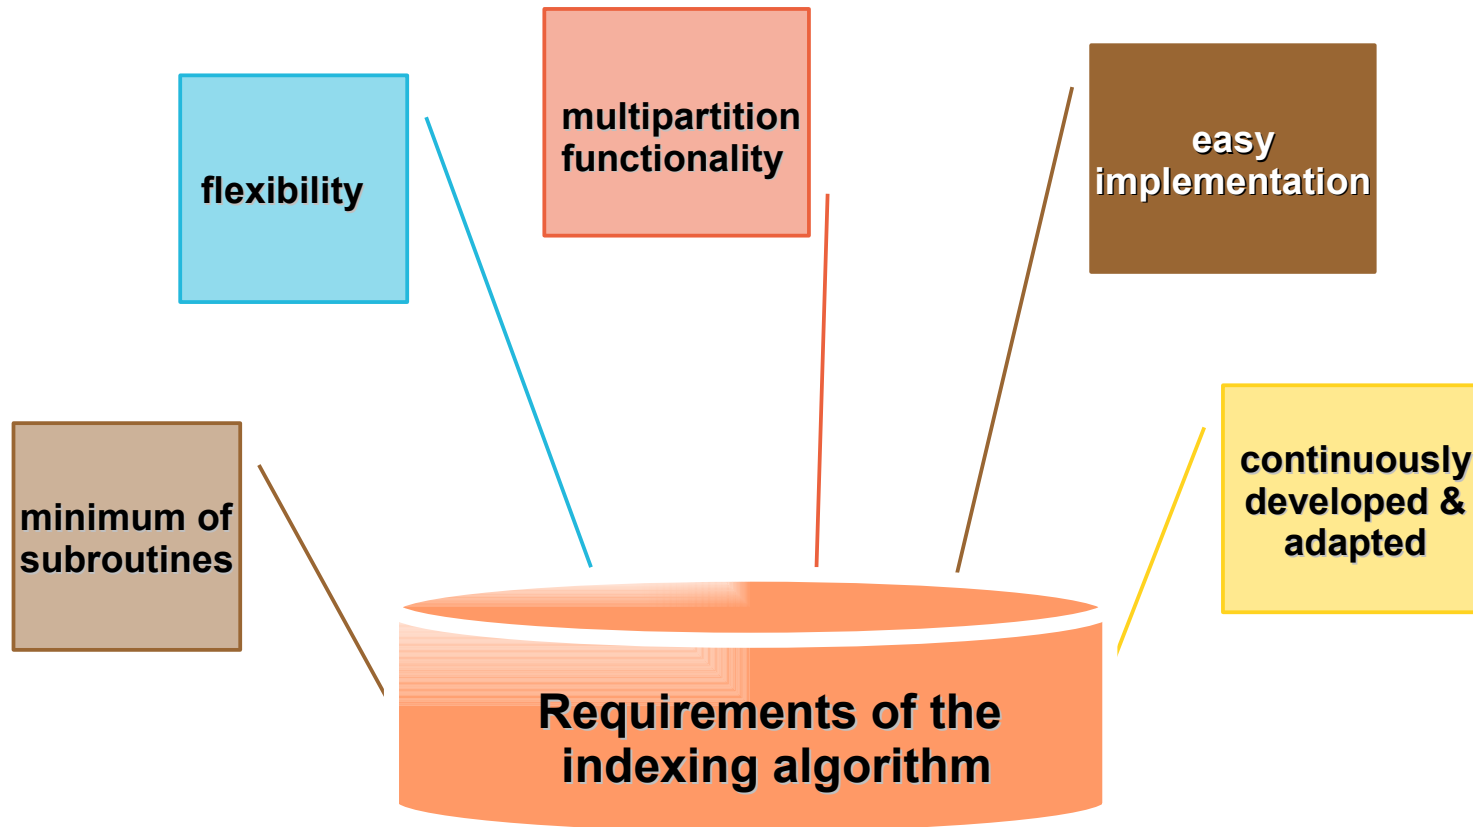 multipartition
functionality
easy
implementation
flexibility
continuously
developed &
adapted
minimum of
subroutines
Requirements of the
indexing algorithm